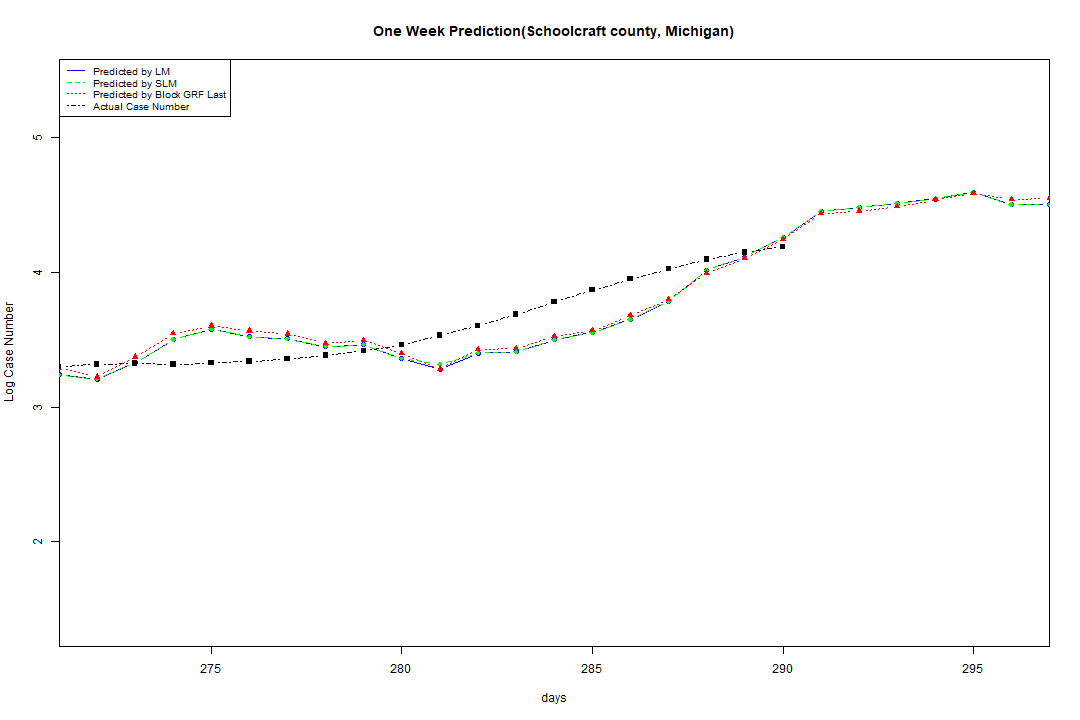 One Week Prediction(Schoolcraft county, Michigan)
Predicted by LM
Predicted by SLM
Predicted by Block GRF Last
Actual Case Number
5
4
3
2
Log Case Number
275 280 285 290 295
days